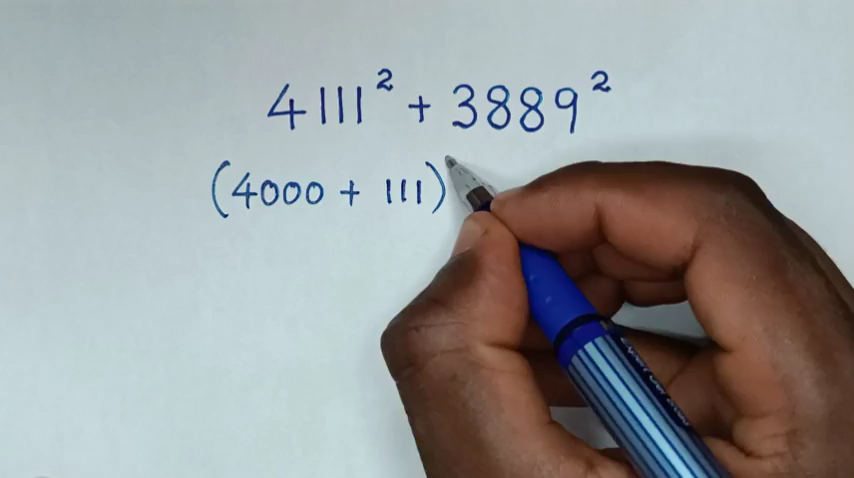 4111² + 3889²
(4000 + 111)